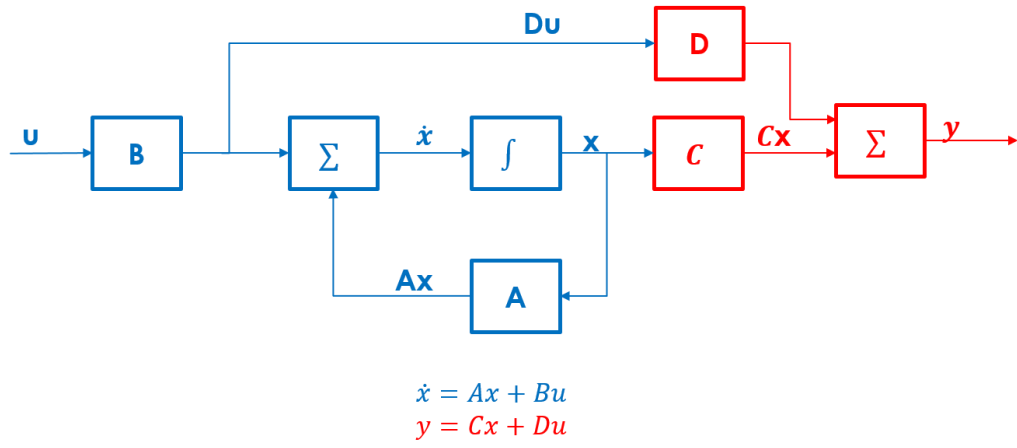 Du
D
u
B
∑
ẋ
∫
x
C
Cx
∑
y
Ax
A
ẋ = Ax + Bu
y = Cx + Du